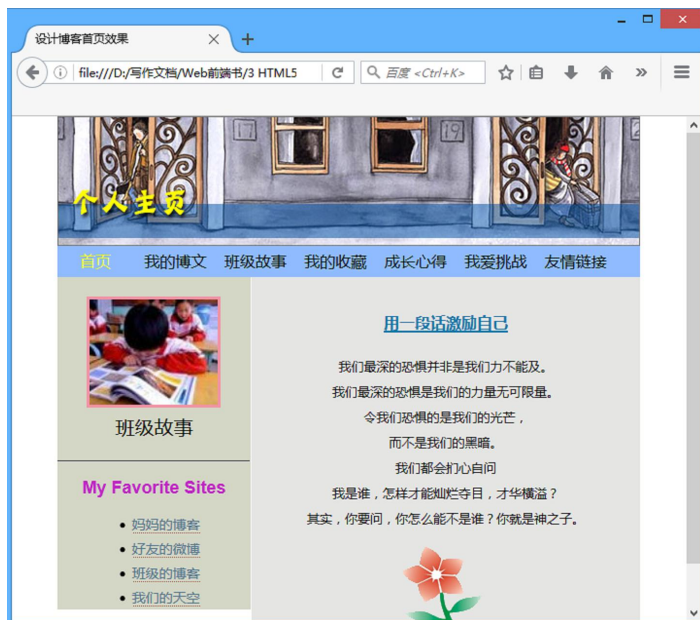 设计博客首页效果
file:///D:/写作文档/Web前端书/3 HTML5
百度 <Ctrl+K>
17
19
个人主页
首页 我的博文 班级故事 我的收藏 成长心得 我爱挑战 友情链接
用一段话激励自己
我们最深的恐惧并非是我们力不能及。
我们最深的恐惧是我们的力量无可限量。
令我们恐惧的是我们的光芒，
而不是我们的黑暗。
我们都会扪心自问
我是谁，怎样才能灿烂夺目，才华横溢？
其实，你要问，你怎么能不是谁？你就是神之子。
班级故事
My Favorite Sites
妈妈的博客
好友的微博
班级的博客
我们的天空